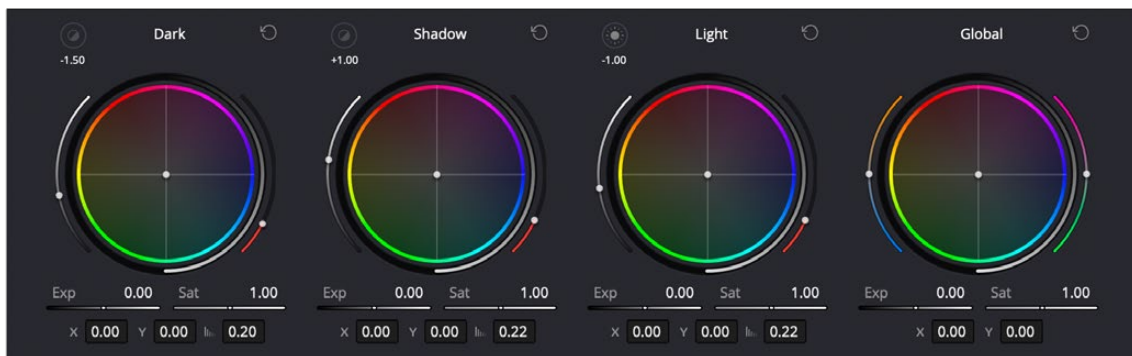 Dark Shadow Light Global
-1.50 +1.00 -1.00
Exp 0.00 Sat 1.00 Exp 0.00 Sat 1.00 Exp 0.00 Sat 1.00 Exp 0.00 Sat 1.00
X 0.00 Y 0.00 0.20 X 0.00 Y 0.00 0.22 X 0.00 Y 0.00 0.22 X 0.00 Y 0.00